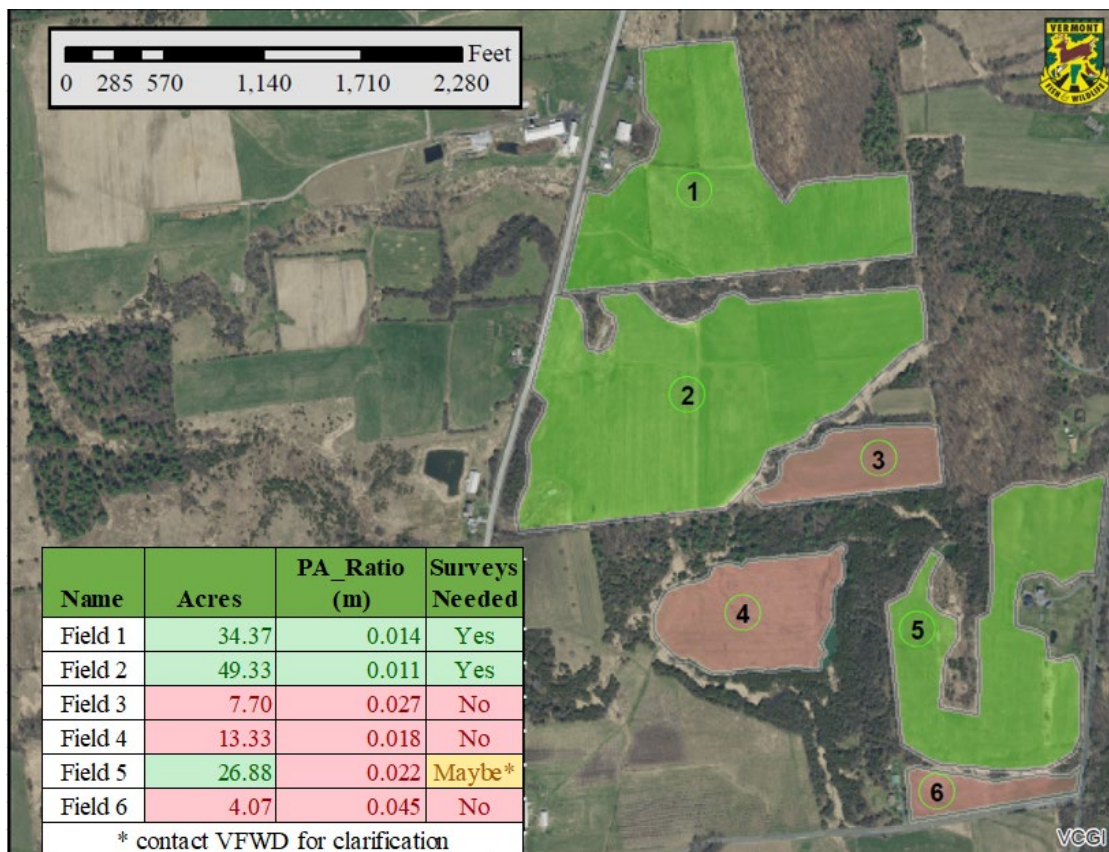 Feet
0 285 570 1,140 1,710 2,280
VERMONT
FISH & WILDLIFE
1
2
3
4
5
6
Name Acres PA_Ratio (m) Surveys Needed
Field 1 34.37 0.014 Yes
Field 2 49.33 0.011 Yes
Field 3 7.70 0.027 No
Field 4 13.33 0.018 No
Field 5 26.88 0.022 Maybe*
Field 6 4.07 0.045 No
* contact VFWD for clarification
VCGI